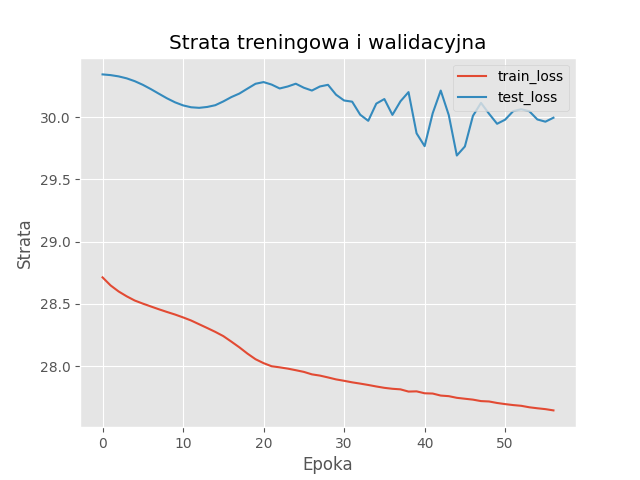 Strata treningowa i walidacyjna
train_loss
test_loss
Strata
30.0
29.5
29.0
28.5
28.0
0 10 20 30 40 50
Epoka